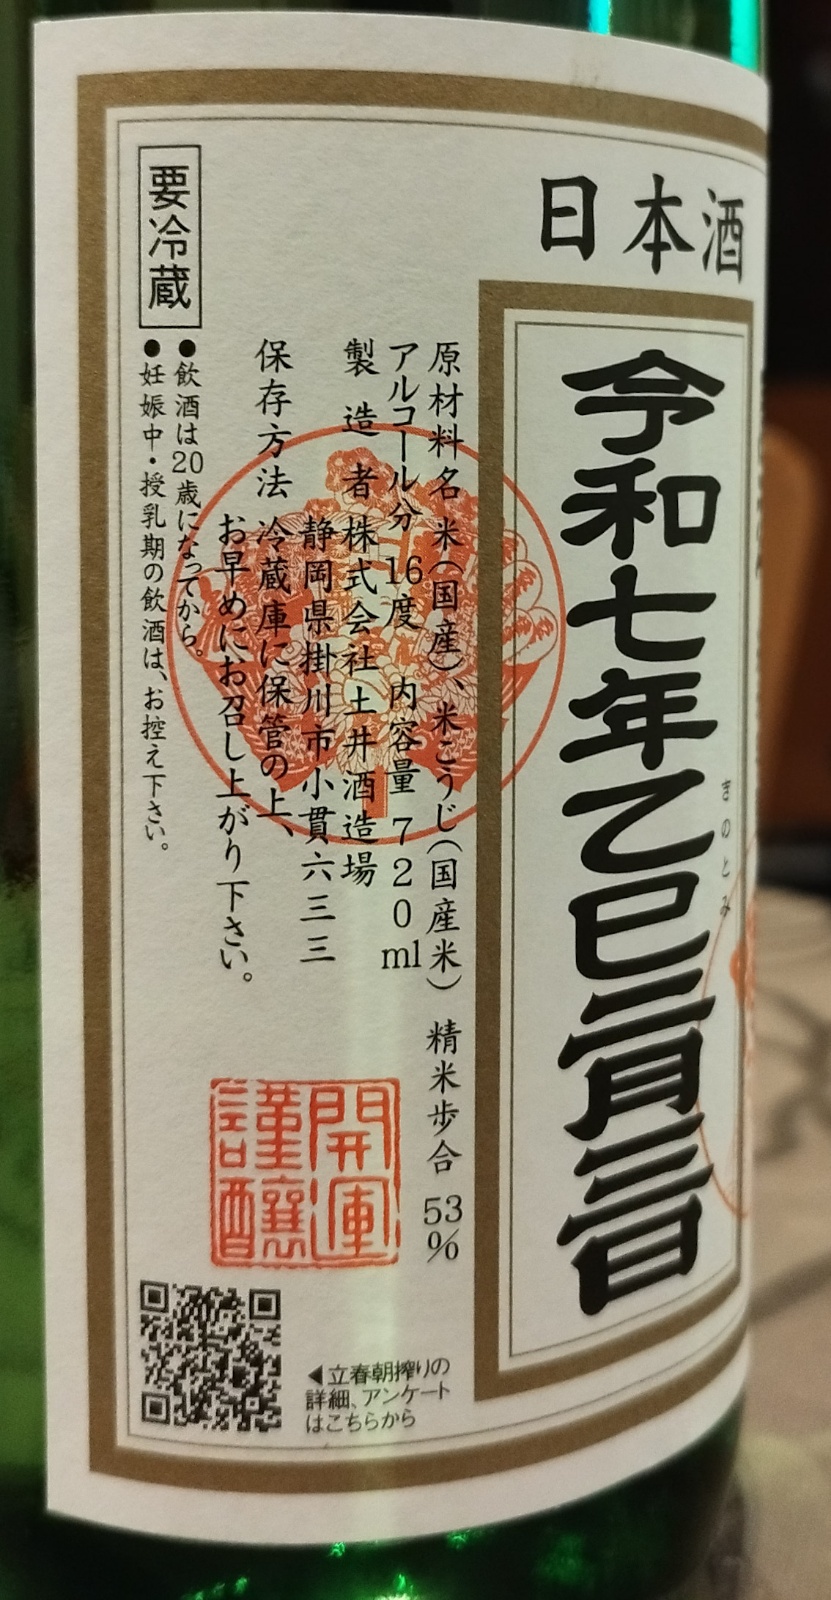 日本酒
令和七年乙巳二月三日
きのとみ
原材料名 米(国産)、米こうじ(国産米) 精米歩合 53%
アルコール分 16度 内容量 720ml
製造者 株式会社土井酒造場
静岡県掛川市小貫六三三
保存方法 冷蔵庫に保管の上、
お早めにお召し上がり下さい。
要冷蔵
●飲酒は20歳になってから。
●妊娠中・授乳期の飲酒は、お控え下さい。
開運
謹醸
◀立春朝搾りの
詳細、アンケート
はこちらから